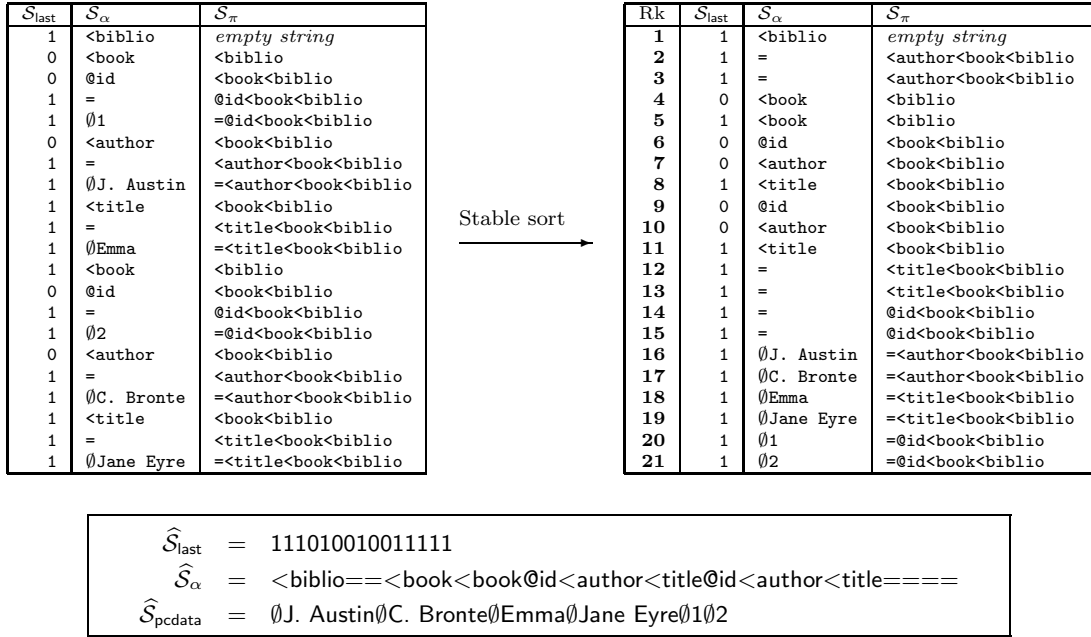 S_last S_α S_π
1 <biblio empty string
0 <book <biblio
0 @id <book<biblio
1 = @id<book<biblio
1 ∅1 =@id<book<biblio
0 <author <book<biblio
1 = <author<book<biblio
1 ∅J. Austin =<author<book<biblio
1 <title <book<biblio
1 = <title<book<biblio
1 ∅Emma =<title<book<biblio
1 <book <biblio
0 @id <book<biblio
1 = @id<book<biblio
1 ∅2 =@id<book<biblio
0 <author <book<biblio
1 = <author<book<biblio
1 ∅C. Bronte =<author<book<biblio
1 <title <book<biblio
1 = <title<book<biblio
1 ∅Jane Eyre =<title<book<biblio
Stable sort
Rk S_last S_α S_π
1 1 <biblio empty string
2 1 = <author<book<biblio
3 1 = <author<book<biblio
4 0 <book <biblio
5 1 <book <biblio
6 0 @id <book<biblio
7 0 <author <book<biblio
8 1 <title <book<biblio
9 0 @id <book<biblio
10 0 <author <book<biblio
11 1 <title <book<biblio
12 1 = <title<book<biblio
13 1 = <title<book<biblio
14 1 = @id<book<biblio
15 1 = @id<book<biblio
16 1 ∅J. Austin =<author<book<biblio
17 1 ∅C. Bronte =<author<book<biblio
18 1 ∅Emma =<title<book<biblio
19 1 ∅Jane Eyre =<title<book<biblio
20 1 ∅1 =@id<book<biblio
21 1 ∅2 =@id<book<biblio
Ŝ_last = 111010010011111
Ŝ_α = <biblio==<book<book@id<author<title@id<author<title====
Ŝ_pcdata = ∅J. Austin∅C. Bronte∅Emma∅Jane Eyre∅1∅2